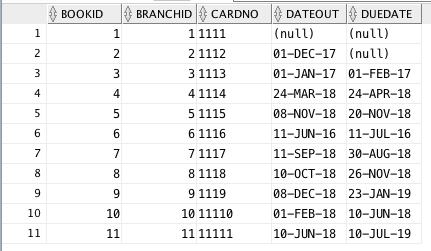 BOOKID BRANCHID CARDNO DATEOUT DUEDATE
1 1 1 1111 (null) (null)
2 2 2 1112 01-DEC-17 (null)
3 3 3 1113 01-JAN-17 01-FEB-17
4 4 4 1114 24-MAR-18 24-APR-18
5 5 5 1115 08-NOV-18 20-NOV-18
6 6 6 1116 11-JUN-16 11-JUL-16
7 7 7 1117 11-SEP-18 30-AUG-18
8 8 8 1118 10-OCT-18 26-NOV-18
9 9 9 1119 08-DEC-18 23-JAN-19
10 10 10 11110 01-FEB-18 10-JUN-18
11 11 11 11111 10-JUN-18 10-JUL-19